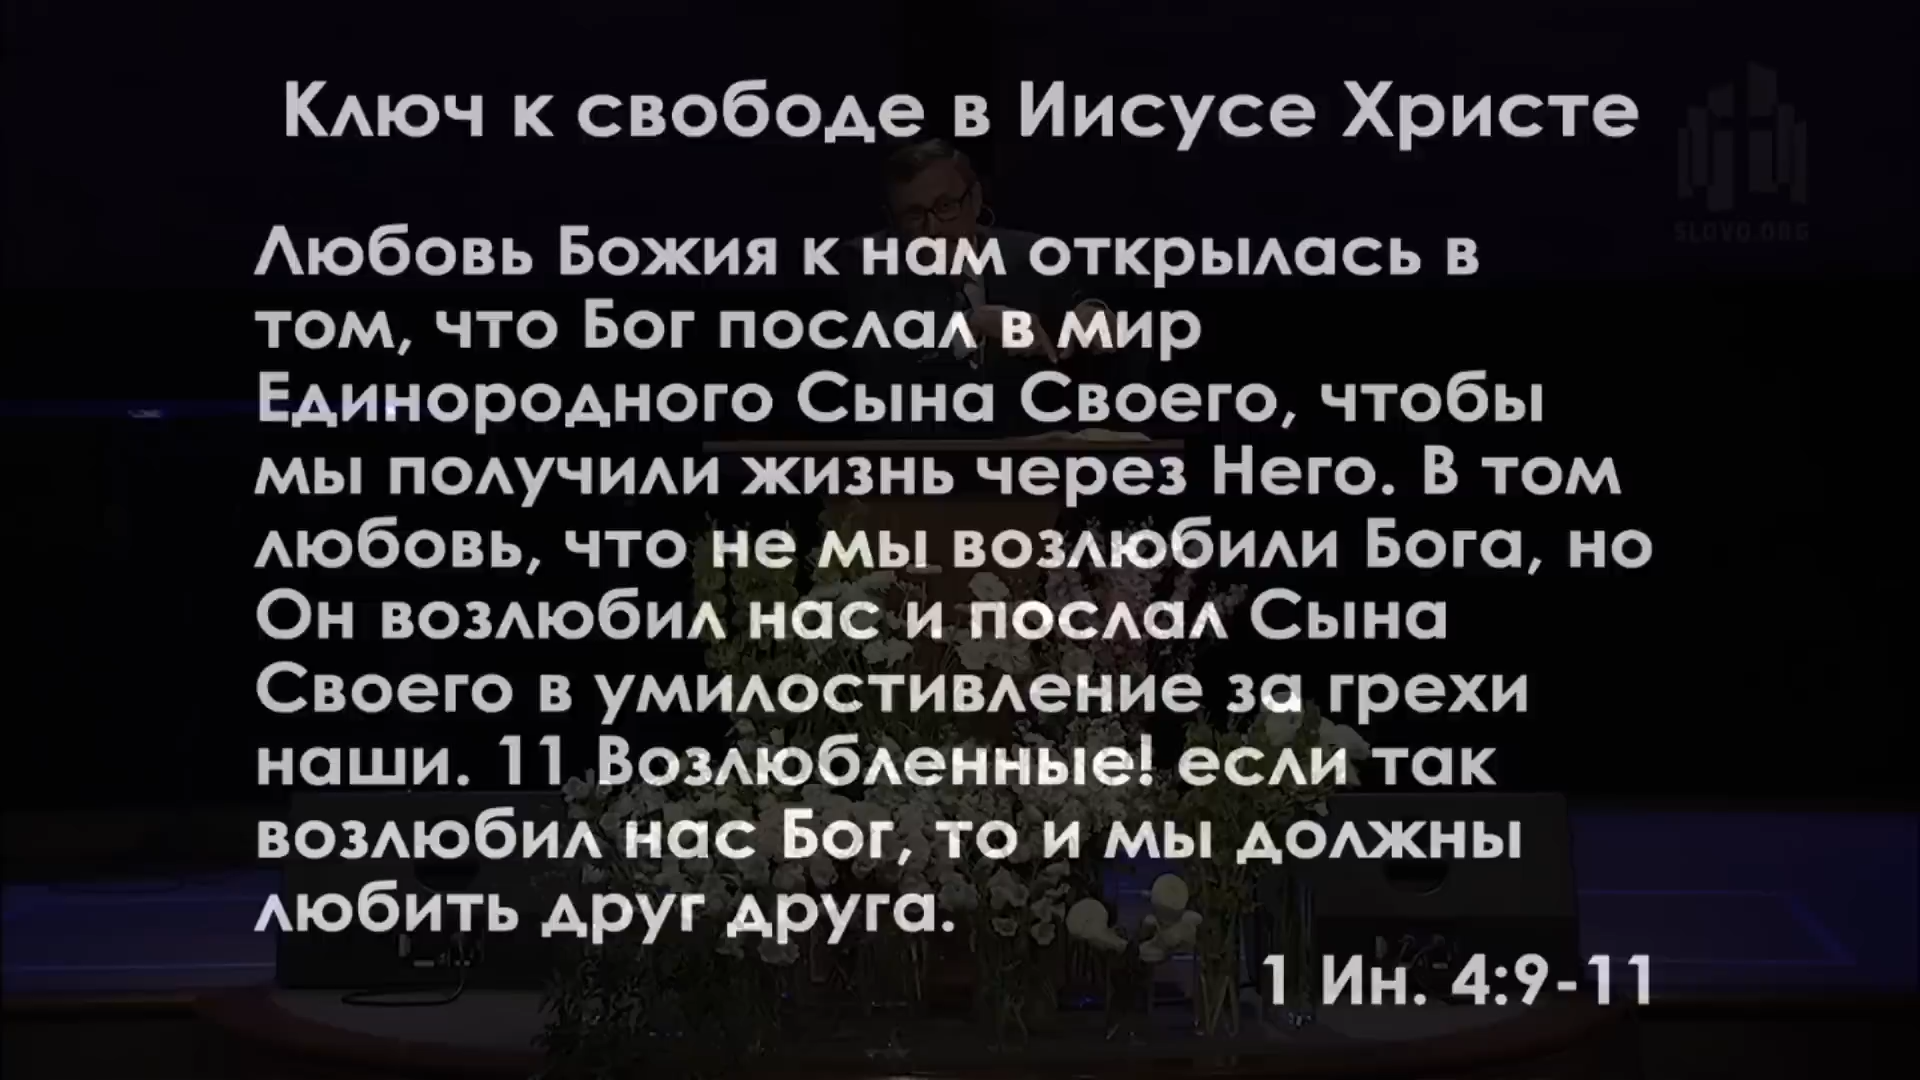 Ключ к свободе в Иисусе Христе
SLOVO.ORG
Любовь Божия к нам открылась в
том, что Бог послал в мир
Единородного Сына Своего, чтобы
мы получили жизнь через Него. В том
любовь, что не мы возлюбили Бога, но
Он возлюбил нас и послал Сына
Своего в умилостивление за грехи
наши. 11 Возлюбленные! если так
возлюбил нас Бог, то и мы должны
любить друг друга.
1 Ин. 4:9-11